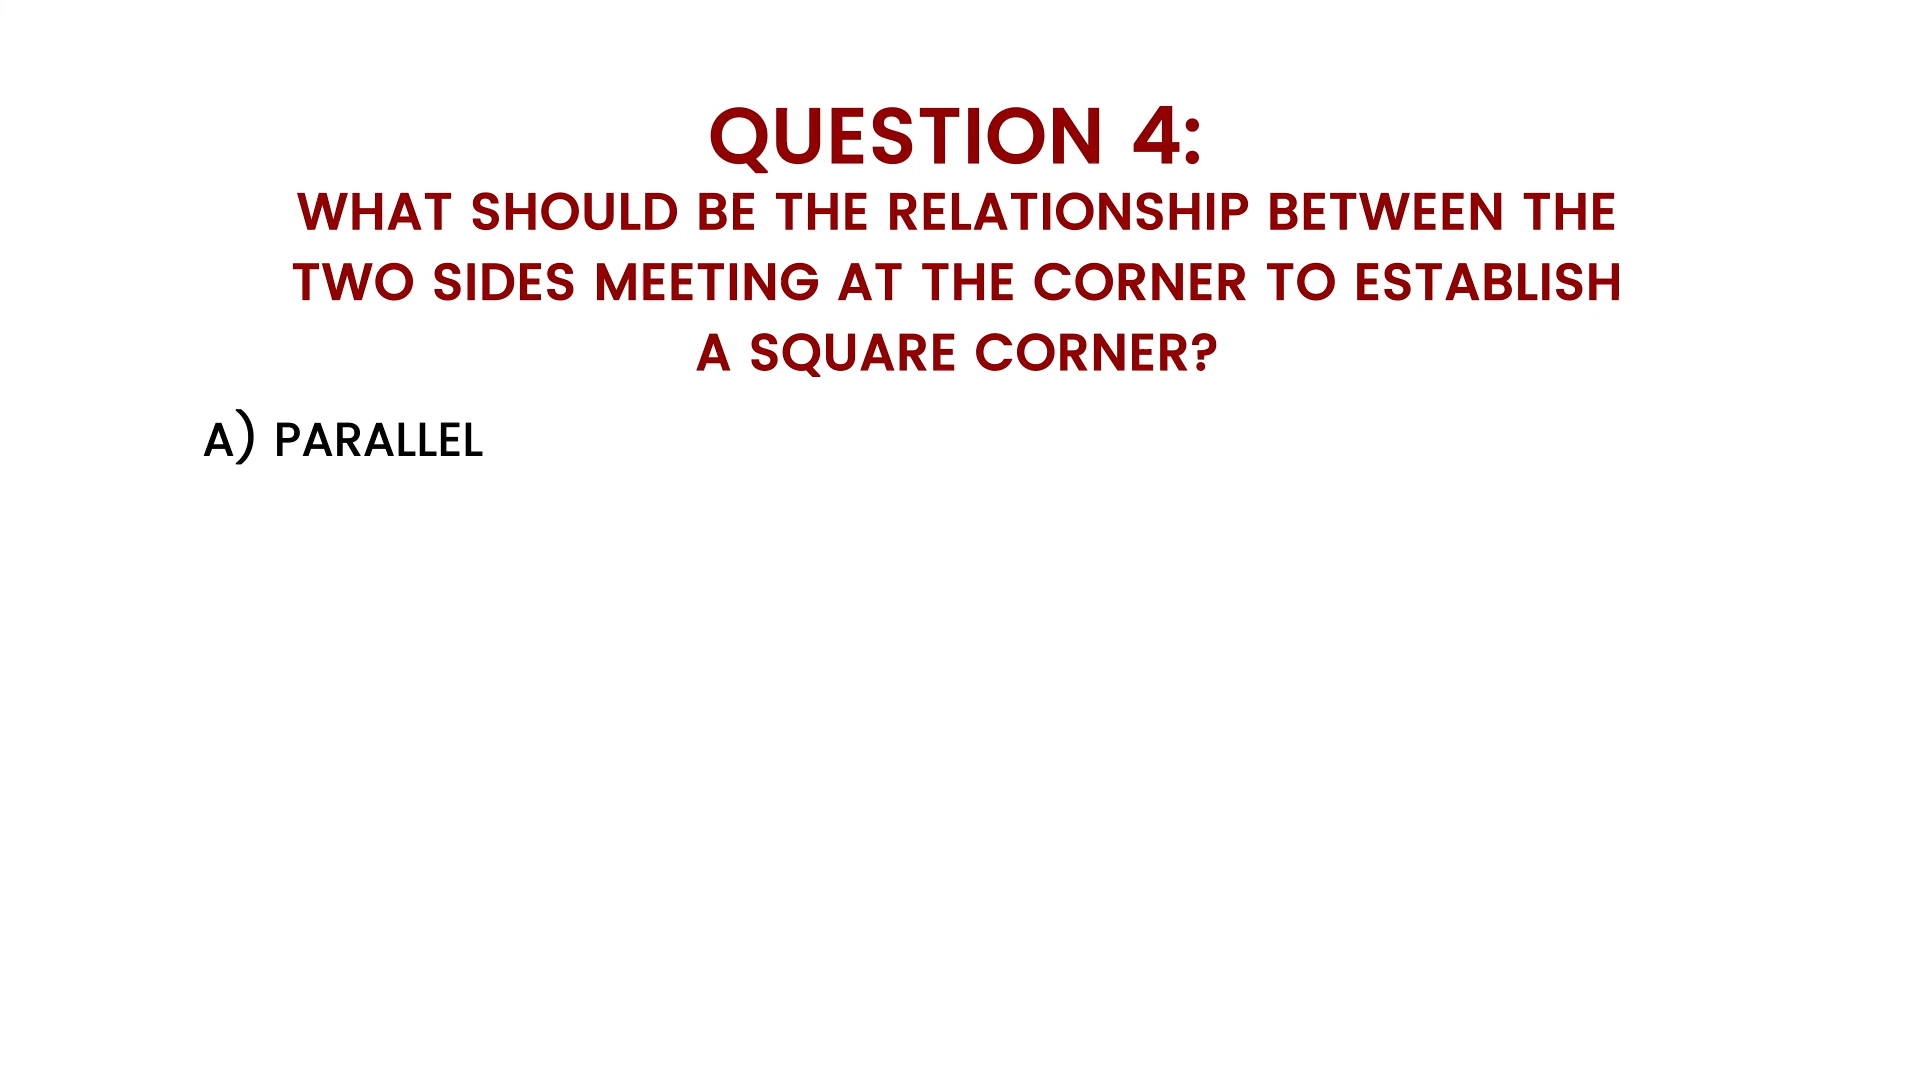 QUESTION 4:
WHAT SHOULD BE THE RELATIONSHIP BETWEEN THE
TWO SIDES MEETING AT THE CORNER TO ESTABLISH
A SQUARE CORNER?
A) PARALLEL